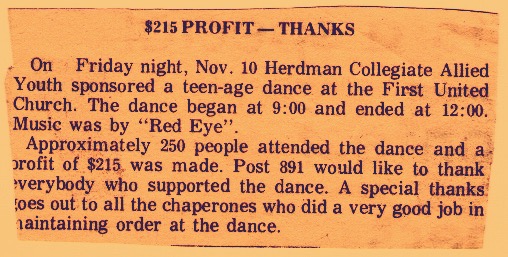 $215 PROFIT — THANKS
On Friday night, Nov. 10 Herdman Collegiate Allied
Youth sponsored a teen-age dance at the First United
Church. The dance began at 9:00 and ended at 12:00.
Music was by “Red Eye”.
Approximately 250 people attended the dance and a
profit of $215 was made. Post 891 would like to thank
everybody who supported the dance. A special thanks
goes out to all the chaperones who did a very good job in
maintaining order at the dance.